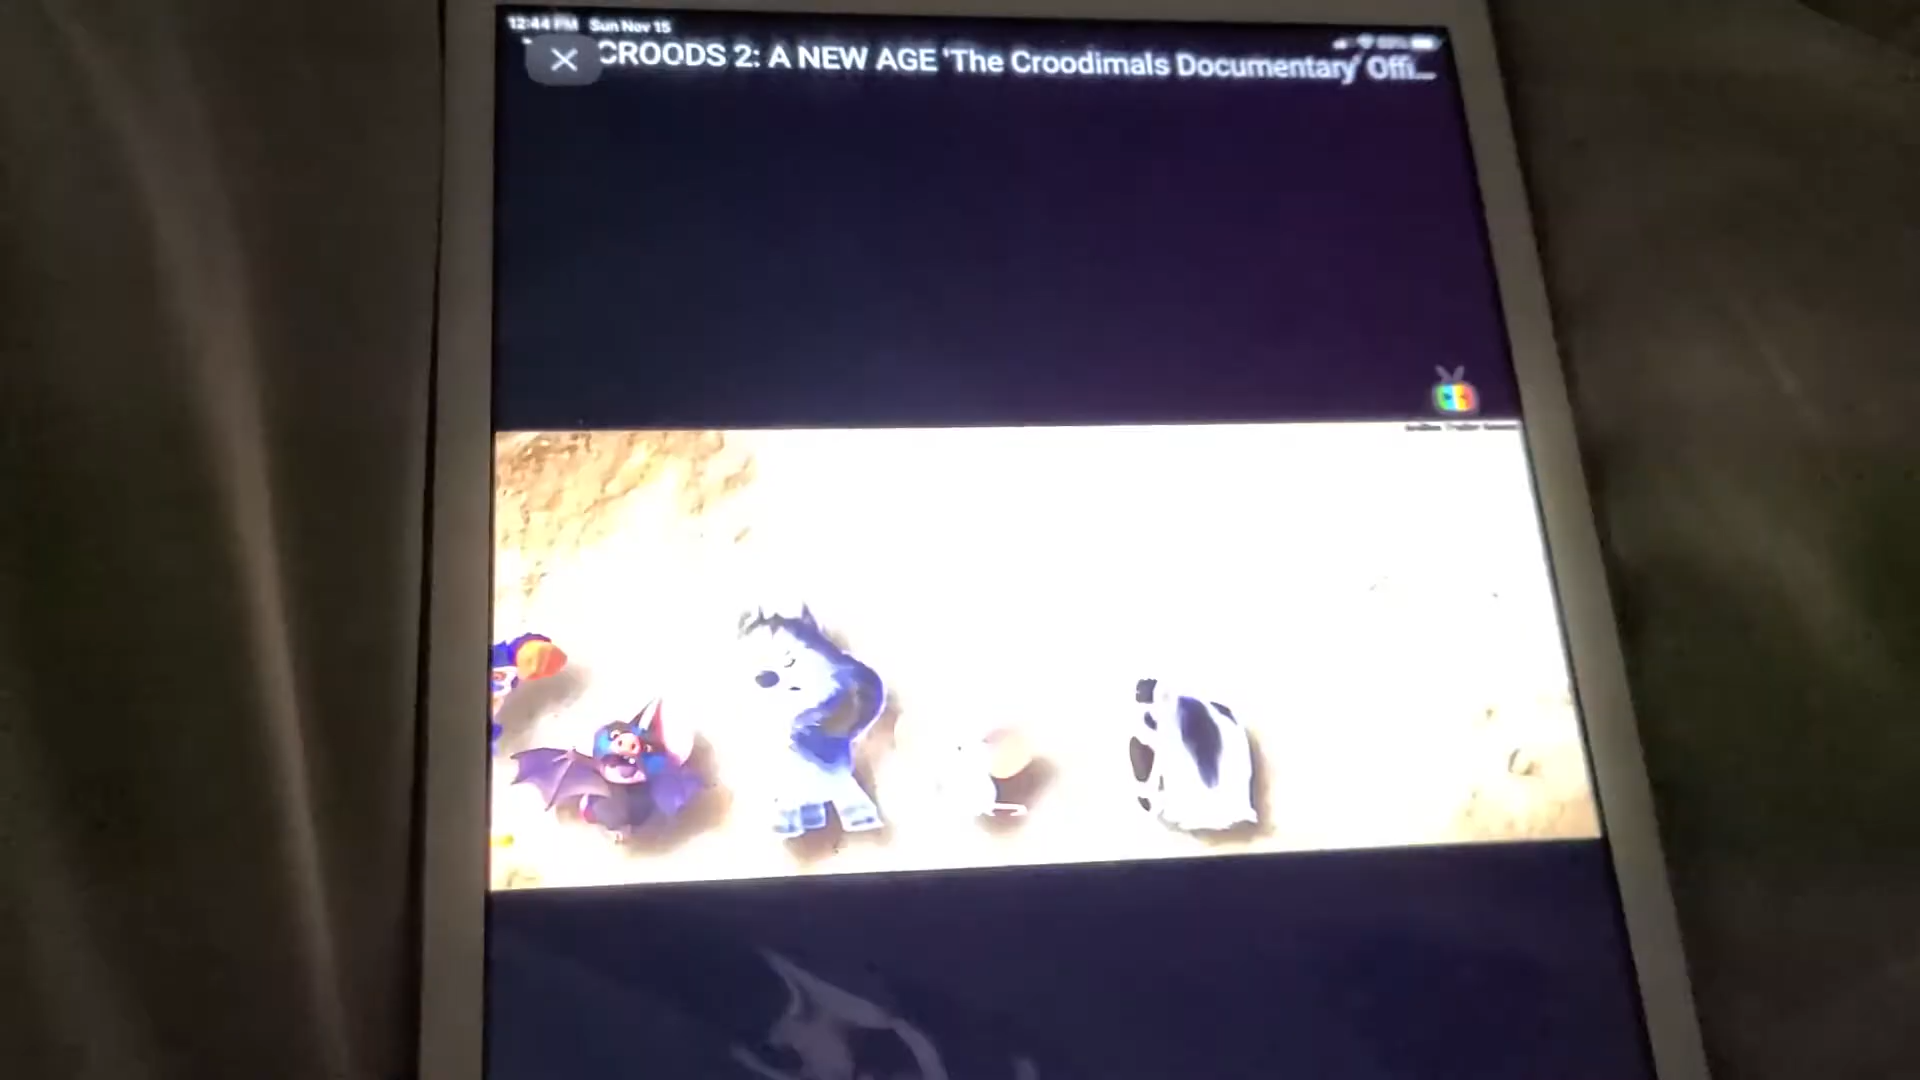 12:44 PM Sun Nov 15
CROODS 2: A NEW AGE 'The Croodimals Documentary' Offi...